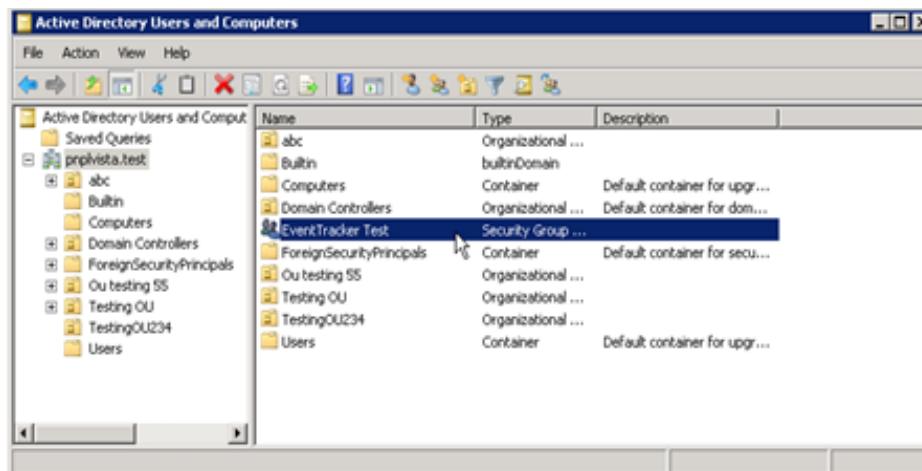 Active Directory Users and Computers
File Action View Help
Active Directory Users and Comput
Saved Queries
pnplvista.test
abc
Builtin
Computers
Domain Controllers
ForeignSecurityPrincipals
Ou testing 55
Testing OU
TestingOU234
Users
Name Type Description
abc Organizational ...
Builtin builtinDomain
Computers Container Default container for upgr...
Domain Controllers Organizational ... Default container for dom...
EventTracker Test Security Group ...
ForeignSecurityPrincipals Container Default container for secu...
Ou testing 55 Organizational ...
Testing OU Organizational ...
TestingOU234 Organizational ...
Users Container Default container for upgr...